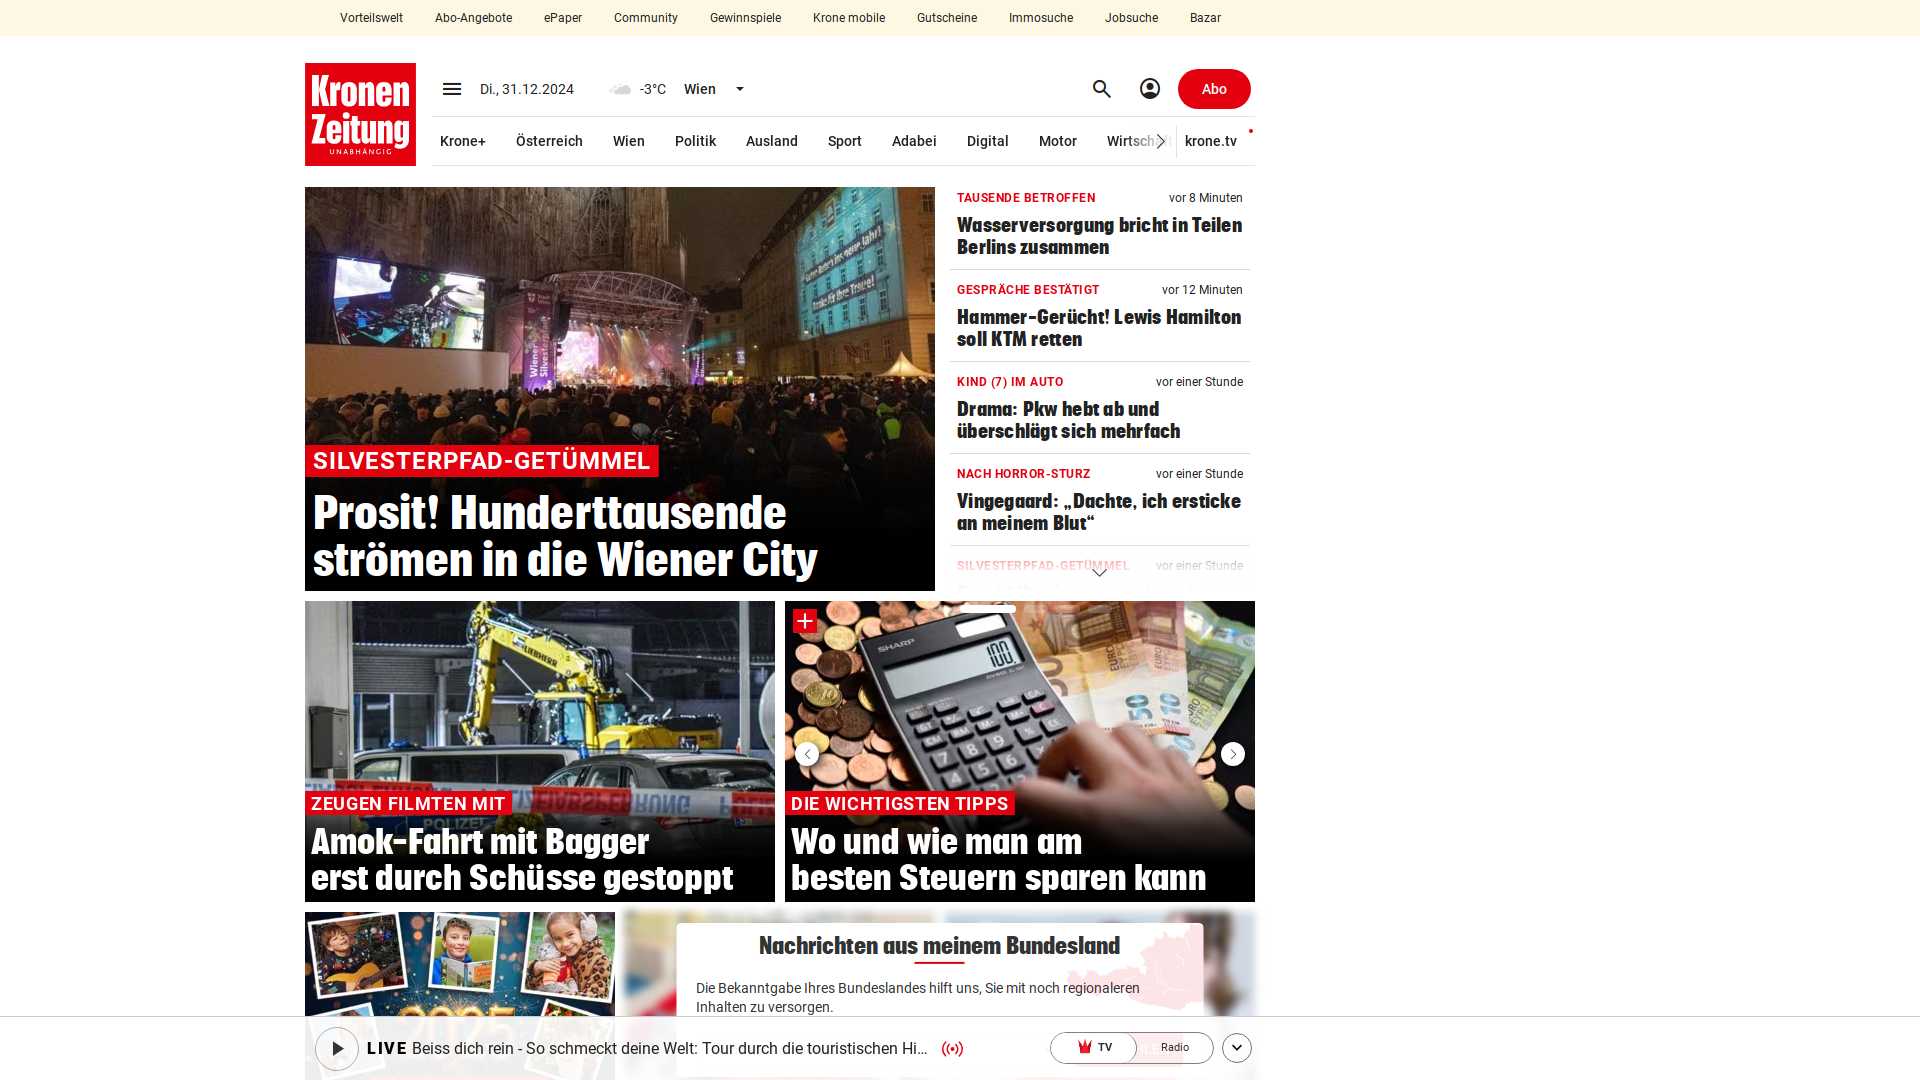 Vorteilswelt Abo-Angebote ePaper Community Gewinnspiele Krone mobile Gutscheine Immosuche Jobsuche Bazar
Kronen
Zeitung
UNABHÄNGIG
Di., 31.12.2024 -3°C Wien
Abo
Krone+ Österreich Wien Politik Ausland Sport Adabei Digital Motor Wirtscha krone.tv
SILVESTERPFAD-GETÜMMEL
Prosit! Hunderttausende
strömen in die Wiener City
TAUSENDE BETROFFEN vor 8 Minuten
Wasserversorgung bricht in Teilen
Berlins zusammen
GESPRÄCHE BESTÄTIGT vor 12 Minuten
Hammer-Gerücht! Lewis Hamilton
soll KTM retten
KIND (7) IM AUTO vor einer Stunde
Drama: Pkw hebt ab und
überschlägt sich mehrfach
NACH HORROR-STURZ vor einer Stunde
Vingegaard: „Dachte, ich ersticke
an meinem Blut“
SILVESTERPFAD-GETÜMMEL vor einer Stunde
LIEBHERR
POLIZEI
ZEUGEN FILMTEN MIT
Amok-Fahrt mit Bagger
erst durch Schüsse gestoppt
SHARP
100.
DIE WICHTIGSTEN TIPPS
Wo und wie man am
besten Steuern sparen kann
2025
Nachrichten aus meinem Bundesland
Die Bekanntgabe Ihres Bundeslandes hilft uns, Sie mit noch regionaleren
Inhalten zu versorgen.
LIVE Beiss dich rein - So schmeckt deine Welt: Tour durch die touristischen Hi...
TV Radio